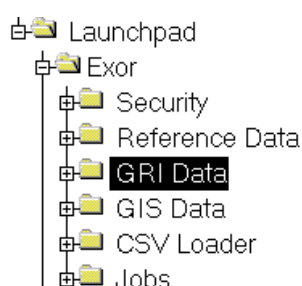 Launchpad
Exor
Security
Reference Data
GRI Data
GIS Data
CSV Loader
Jobs